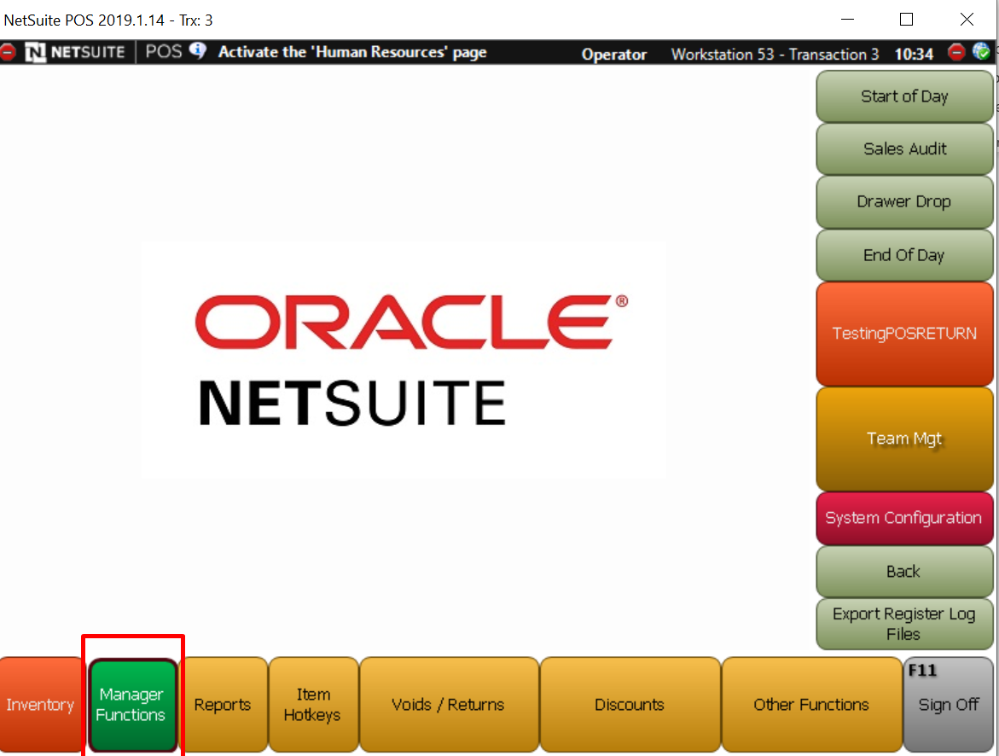 NetSuite POS 2019.1.14 - Trx: 3
NETSUITE POS Activate the 'Human Resources' page Operator Workstation 53 - Transaction 3 10:34
Start of Day
Sales Audit
Drawer Drop
End Of Day
ORACLE®
NETSUITE
TestingPOSRETURN
Team Mgt
System Configuration
Back
Export Register Log
Files
Inventory
Manager
Functions
Reports
Item
Hotkeys
Voids / Returns
Discounts
Other Functions
F11
Sign Off